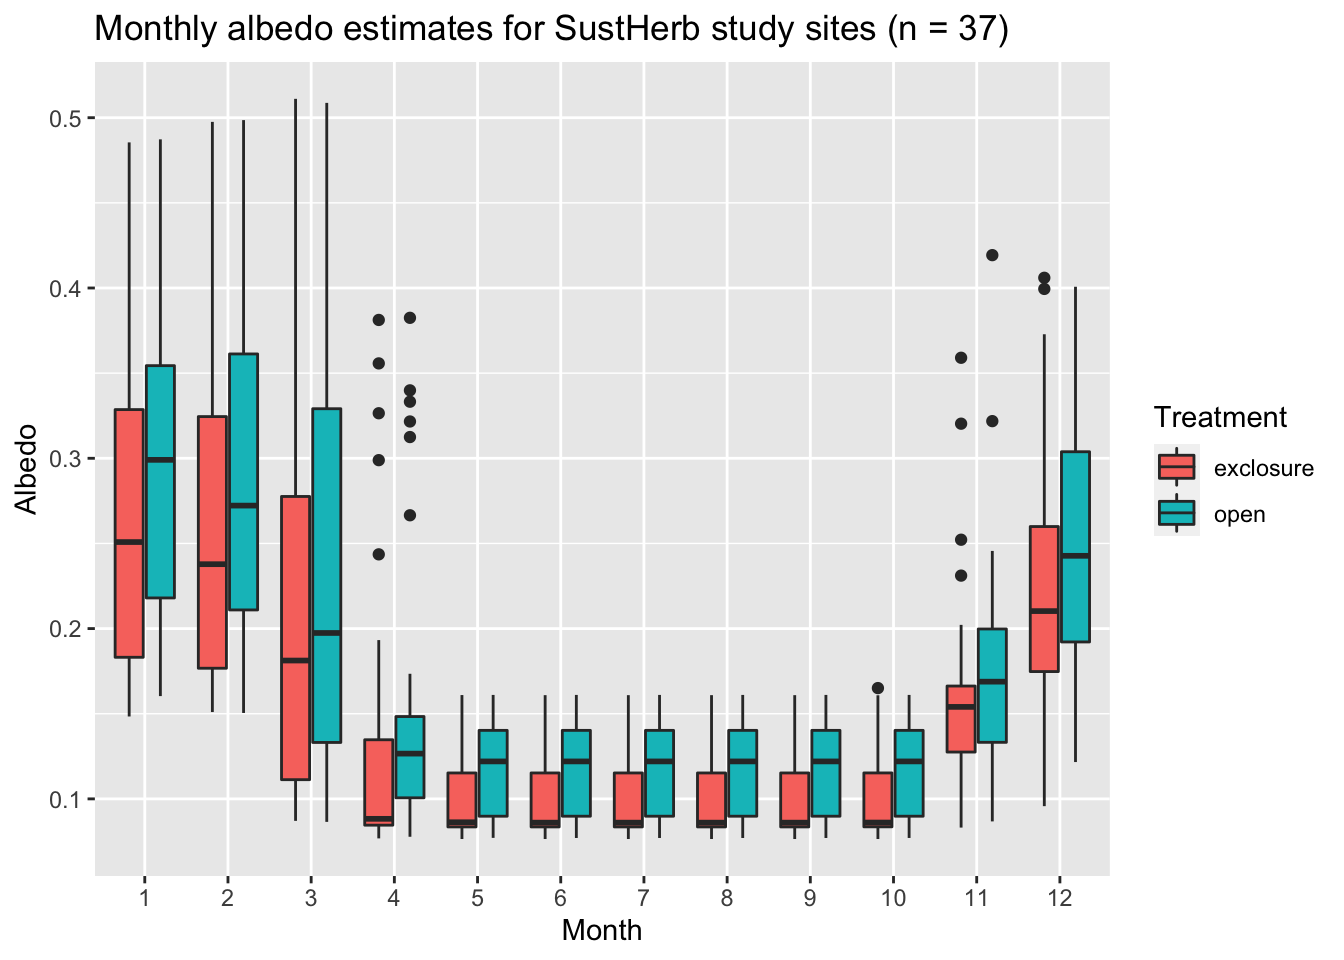 Monthly albedo estimates for SustHerb study sites (n = 37)
0.5
0.4
0.3
0.2
0.1
Albedo
1 2 3 4 5 6 7 8 9 10 11 12
Month
Treatment
exclosure
open